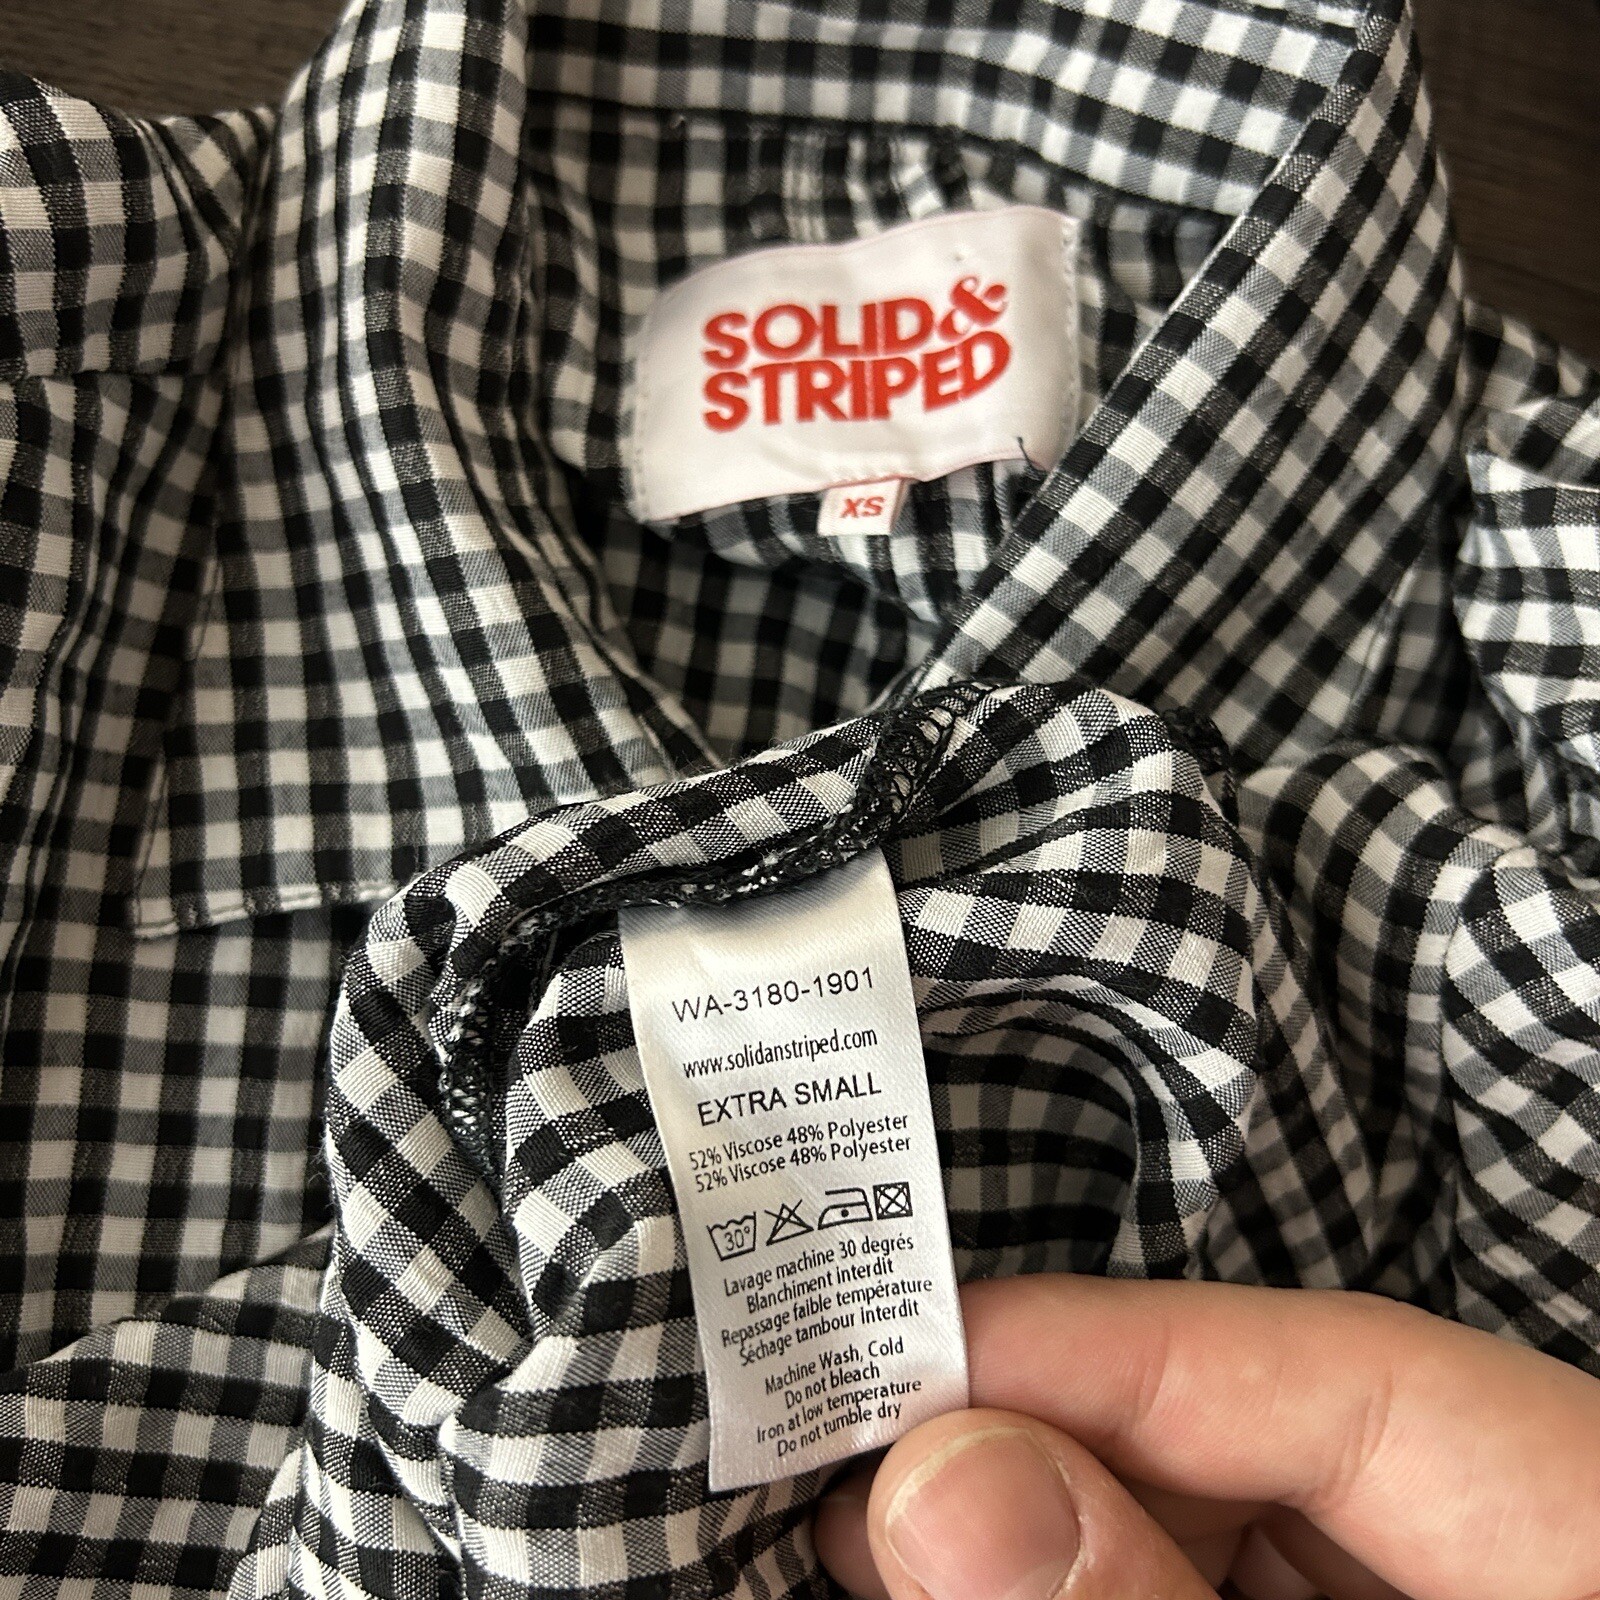 SOLID&
STRIPED
XS
WA-3180-1901
www.solidanstriped.com
EXTRA SMALL
52% Viscose 48% Polyester
52% Viscose 48% Polyester
30°
Lavage machine 30 degrés
Blanchiment interdit
Repassage faible température
Séchage tambour interdit
Machine Wash, Cold
Do not bleach
Iron at low temperature
Do not tumble dry